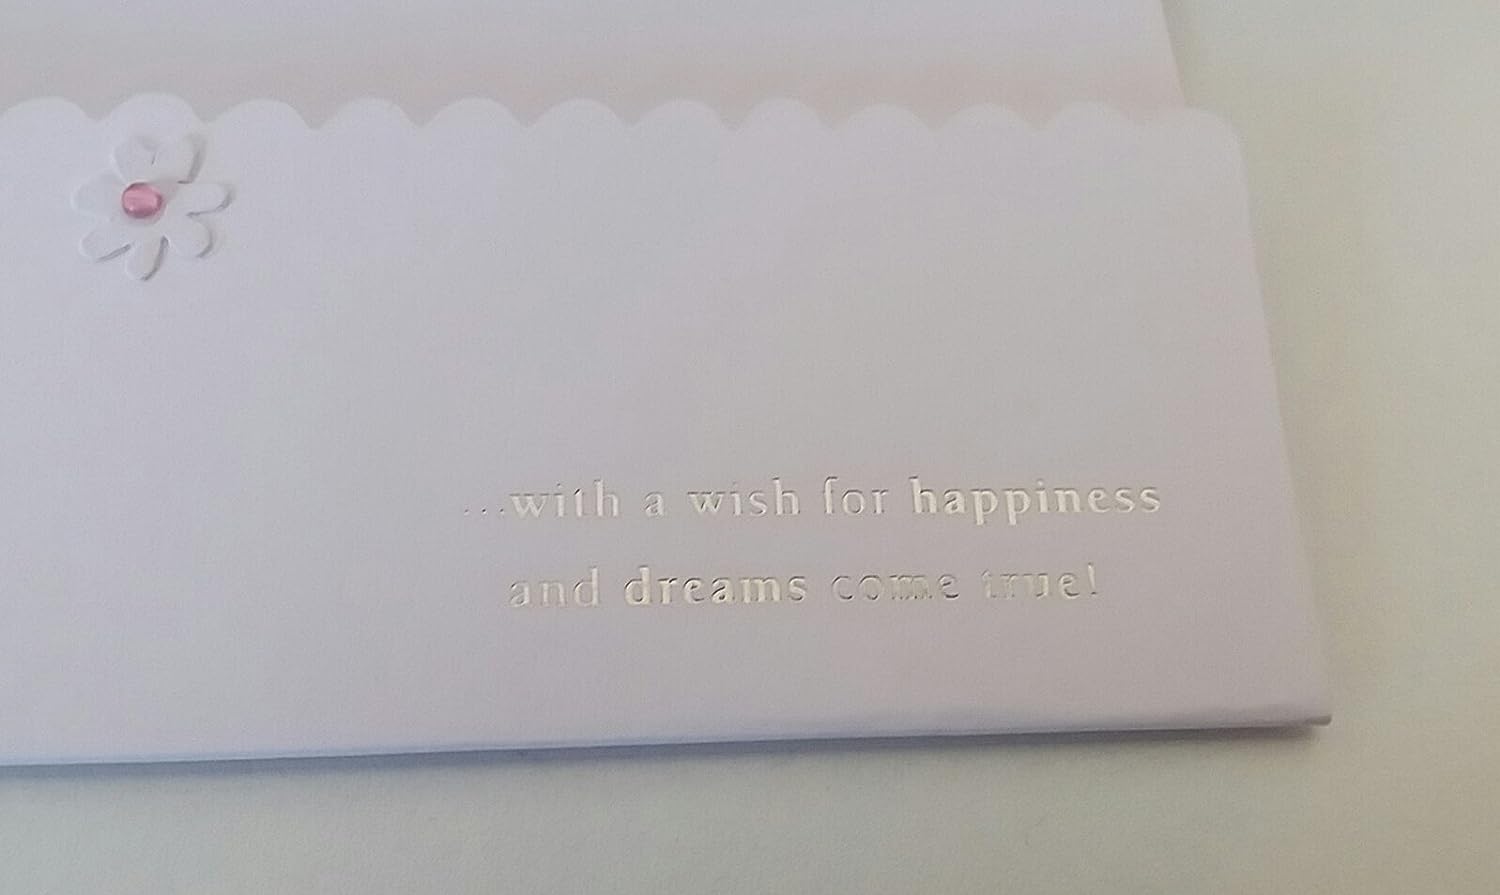 ...with a wish for happiness
and dreams come true!